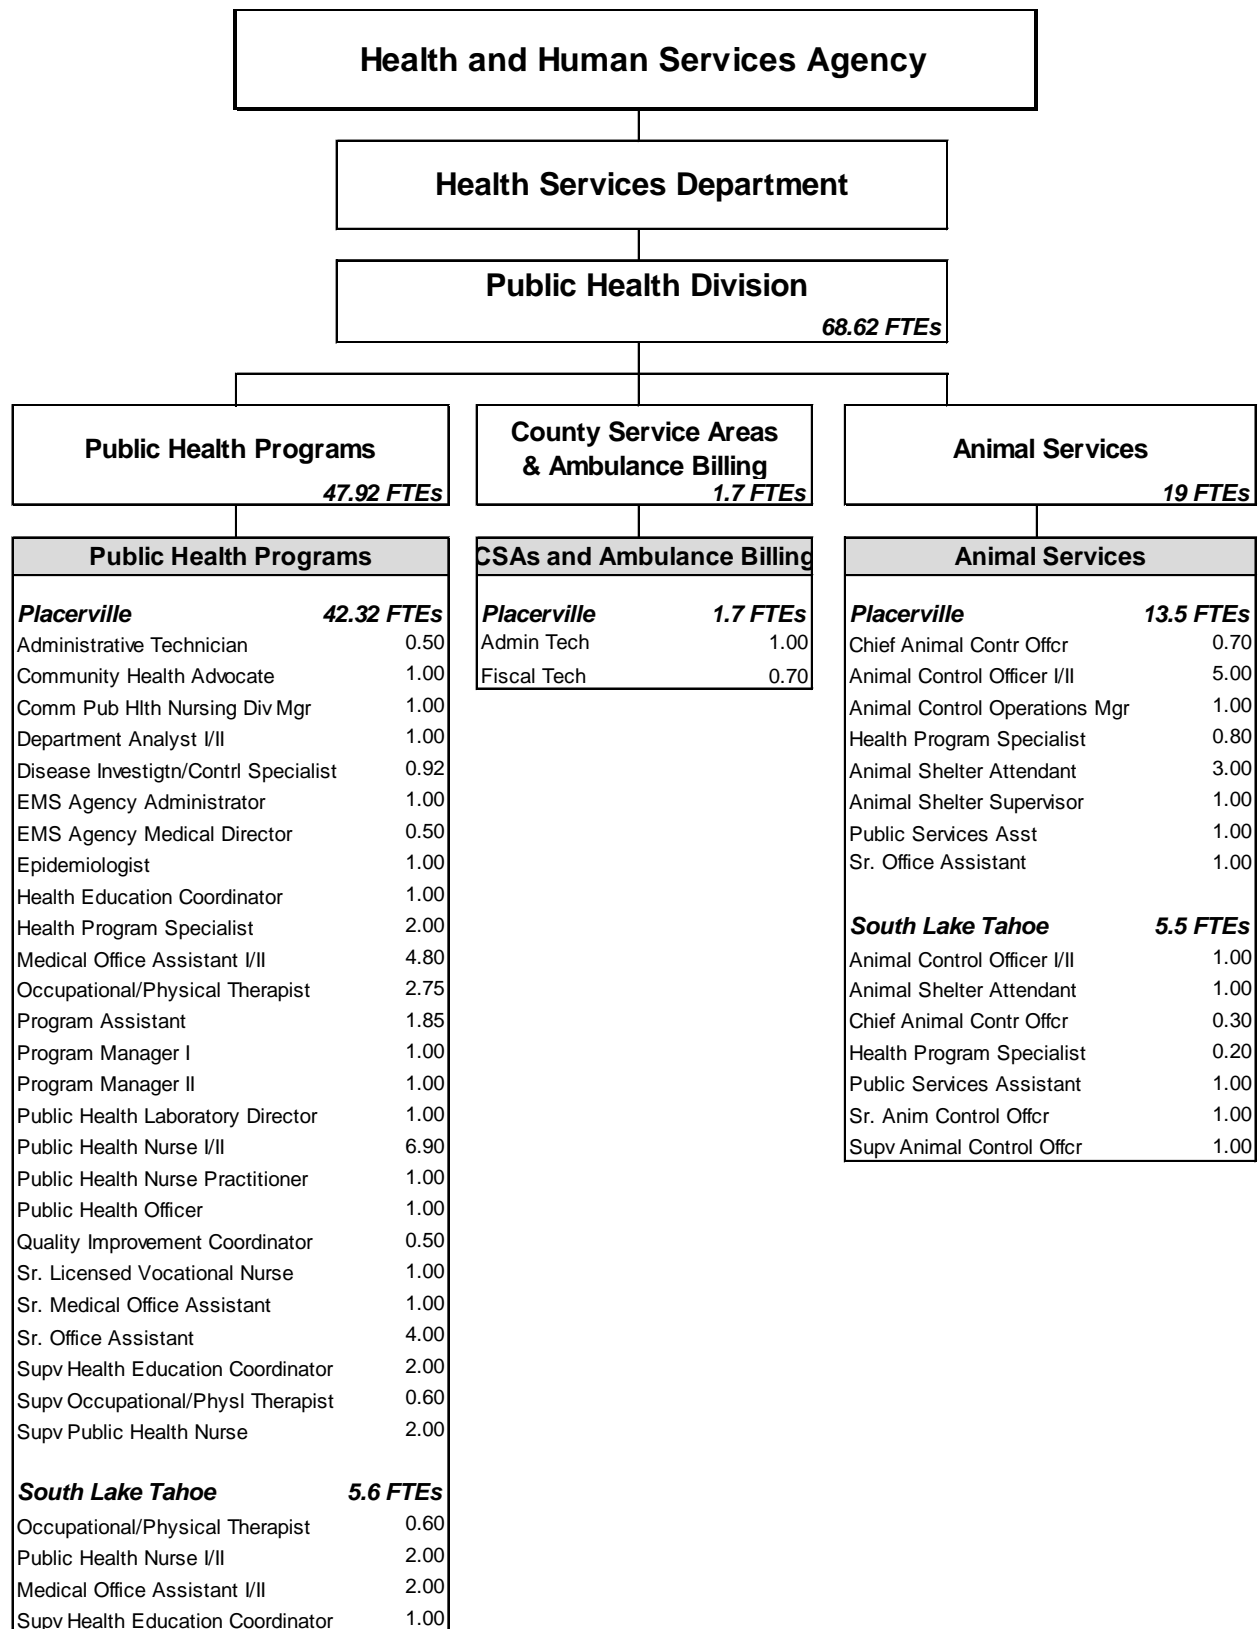 Health and Human Services Agency
Health Services Department
Public Health Division
68.62 FTEs
Public Health Programs
47.92 FTEs
County Service Areas
& Ambulance Billing
1.7 FTEs
Animal Services
19 FTEs
Public Health Programs
Placerville 42.32 FTEs
Administrative Technician 0.50
Community Health Advocate 1.00
Comm Pub Hlth Nursing Div Mgr 1.00
Department Analyst I/II 1.00
Disease Investigtn/Contrl Specialist 0.92
EMS Agency Administrator 1.00
EMS Agency Medical Director 0.50
Epidemiologist 1.00
Health Education Coordinator 1.00
Health Program Specialist 2.00
Medical Office Assistant I/II 4.80
Occupational/Physical Therapist 2.75
Program Assistant 1.85
Program Manager I 1.00
Program Manager II 1.00
Public Health Laboratory Director 1.00
Public Health Nurse I/II 6.90
Public Health Nurse Practitioner 1.00
Public Health Officer 1.00
Quality Improvement Coordinator 0.50
Sr. Licensed Vocational Nurse 1.00
Sr. Medical Office Assistant 1.00
Sr. Office Assistant 4.00
Supv Health Education Coordinator 2.00
Supv Occupational/Physl Therapist 0.60
Supv Public Health Nurse 2.00
South Lake Tahoe 5.6 FTEs
Occupational/Physical Therapist 0.60
Public Health Nurse I/II 2.00
Medical Office Assistant I/II 2.00
Supv Health Education Coordinator 1.00
CSAs and Ambulance Billing
Placerville 1.7 FTEs
Admin Tech 1.00
Fiscal Tech 0.70
Animal Services
Placerville 13.5 FTEs
Chief Animal Contr Offcr 0.70
Animal Control Officer I/II 5.00
Animal Control Operations Mgr 1.00
Health Program Specialist 0.80
Animal Shelter Attendant 3.00
Animal Shelter Supervisor 1.00
Public Services Asst 1.00
Sr. Office Assistant 1.00
South Lake Tahoe 5.5 FTEs
Animal Control Officer I/II 1.00
Animal Shelter Attendant 1.00
Chief Animal Contr Offcr 0.30
Health Program Specialist 0.20
Public Services Assistant 1.00
Sr. Anim Control Offcr 1.00
Supv Animal Control Offcr 1.00